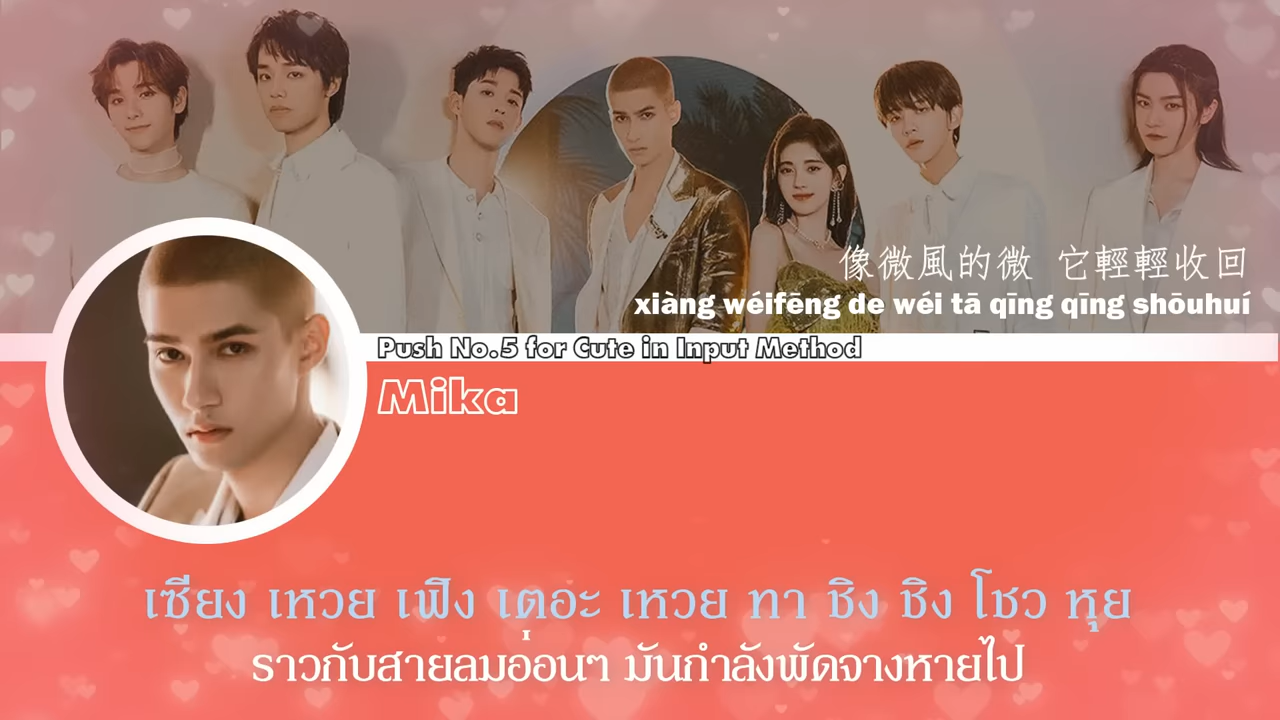 像微風的微 它輕輕收回
xiàng wéifēng de wéi tā qīng qīng shōuhuí
Push No.5 for Cute in Input Method
Mika
เซียง เหวย เฟิง เตอะ เหวย ทา ชิง ชิง โชว หุย
ราวกับสายลมอ่อนๆ มันกำลังพัดจางหายไป